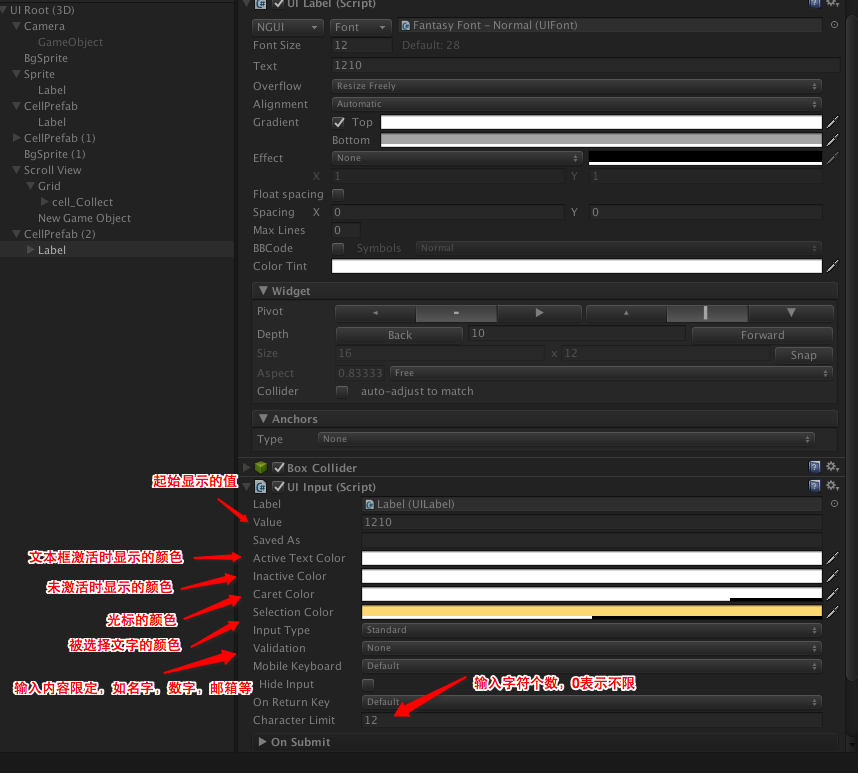 UI Root (3D)
Camera
GameObject
BgSprite
Sprite
Label
CellPrefab
Label
CellPrefab (1)
BgSprite (1)
Scroll View
Grid
cell_Collect
New Game Object
CellPrefab (2)
Label
UI Label (Script)
NGUI Font Fantasy Font - Normal (UIFont)
Font Size 12 Default: 28
Text 1210
Overflow Resize Freely
Alignment Automatic
Gradient Top
Bottom
Effect None
X 1 Y 1
Float spacing
Spacing X 0 Y 0
Max Lines 0
BBCode Symbols Normal
Color Tint
Widget
Pivot
Depth Back 10 Forward
Size 16 x 12 Snap
Aspect 0.83333 Free
Collider auto-adjust to match
Anchors
Type None
Box Collider
起始显示的值
UI Input (Script)
Label Label (UILabel)
Value 1210
Saved As
文本框激活时显示的颜色
Active Text Color
未激活时显示的颜色
Inactive Color
光标的颜色
Caret Color
被选择文字的颜色
Selection Color
Input Type Standard
输入内容限定，如名字，数字，邮箱等
Validation None
Mobile Keyboard Default
Hide Input
输入字符个数，0表示不限
On Return Key Default
Character Limit 12
On Submit